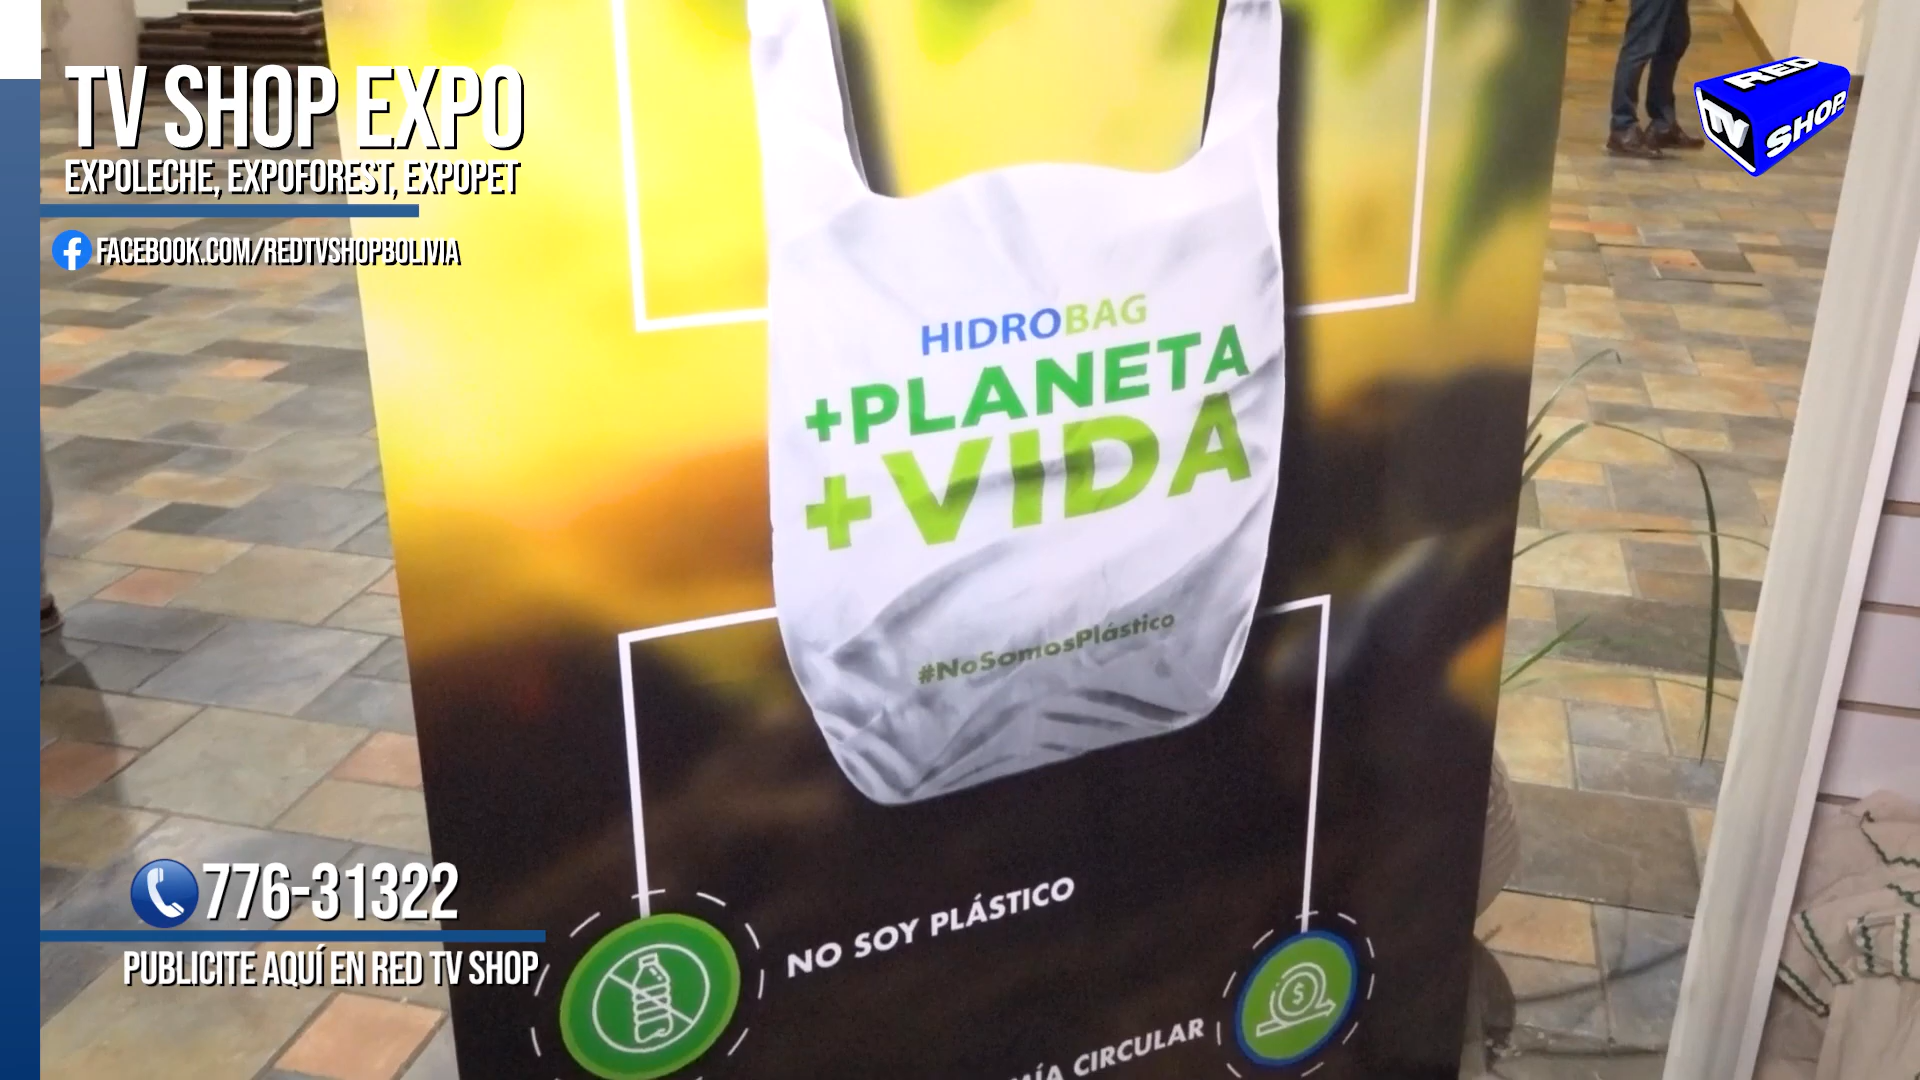 TV SHOP EXPO
EXPOLECHE, EXPOFOREST, EXPOPET
FACEBOOK.COM/REDTVSHOPBOLIVIA
RED
TV
SHOP
HIDROBAG
+PLANETA
+VIDA
#NoSomosPlástico
776-31322
PUBLICITE AQUÍ EN RED TV SHOP
NO SOY PLÁSTICO
CIRCULAR